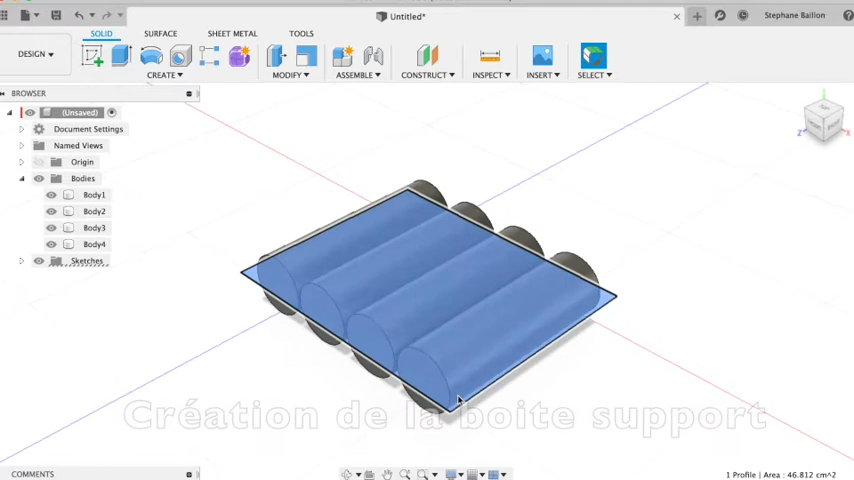 Untitled*
Stephane Baillon
DESIGN
SOLID SURFACE SHEET METAL TOOLS
CREATE MODIFY ASSEMBLE CONSTRUCT INSPECT INSERT SELECT
BROWSER
(Unsaved)
Document Settings
Named Views
Origin
Bodies
Body1
Body2
Body3
Body4
Sketches
Z
X
Création de la boite support
COMMENTS
1 Profile | Area : 46.812 cm^2